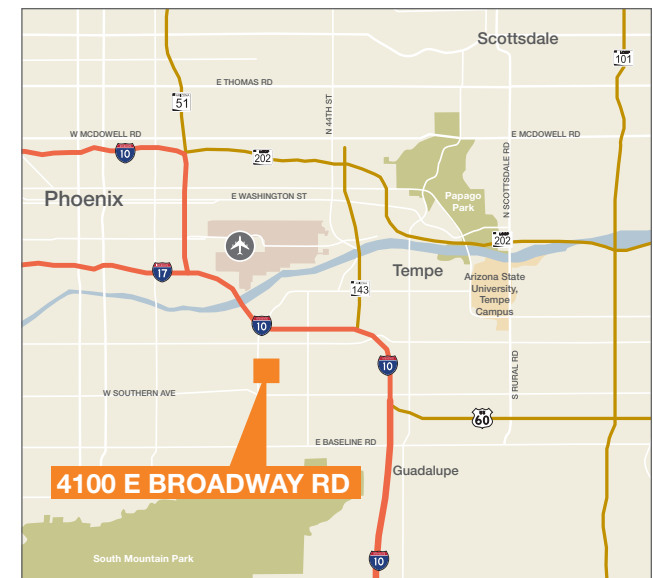 Scottsdale
101
E THOMAS RD
51
N 44TH ST
W MCDOWELL RD
10
202
E MCDOWELL RD
N SCOTTSDALE RD
Phoenix
E WASHINGTON ST
Papago
Park
202
17
Tempe
Arizona State
University,
Tempe
Campus
143
10
10
S RURAL RD
W SOUTHERN AVE
60
E BASELINE RD
4100 E BROADWAY RD
Guadalupe
South Mountain Park
10